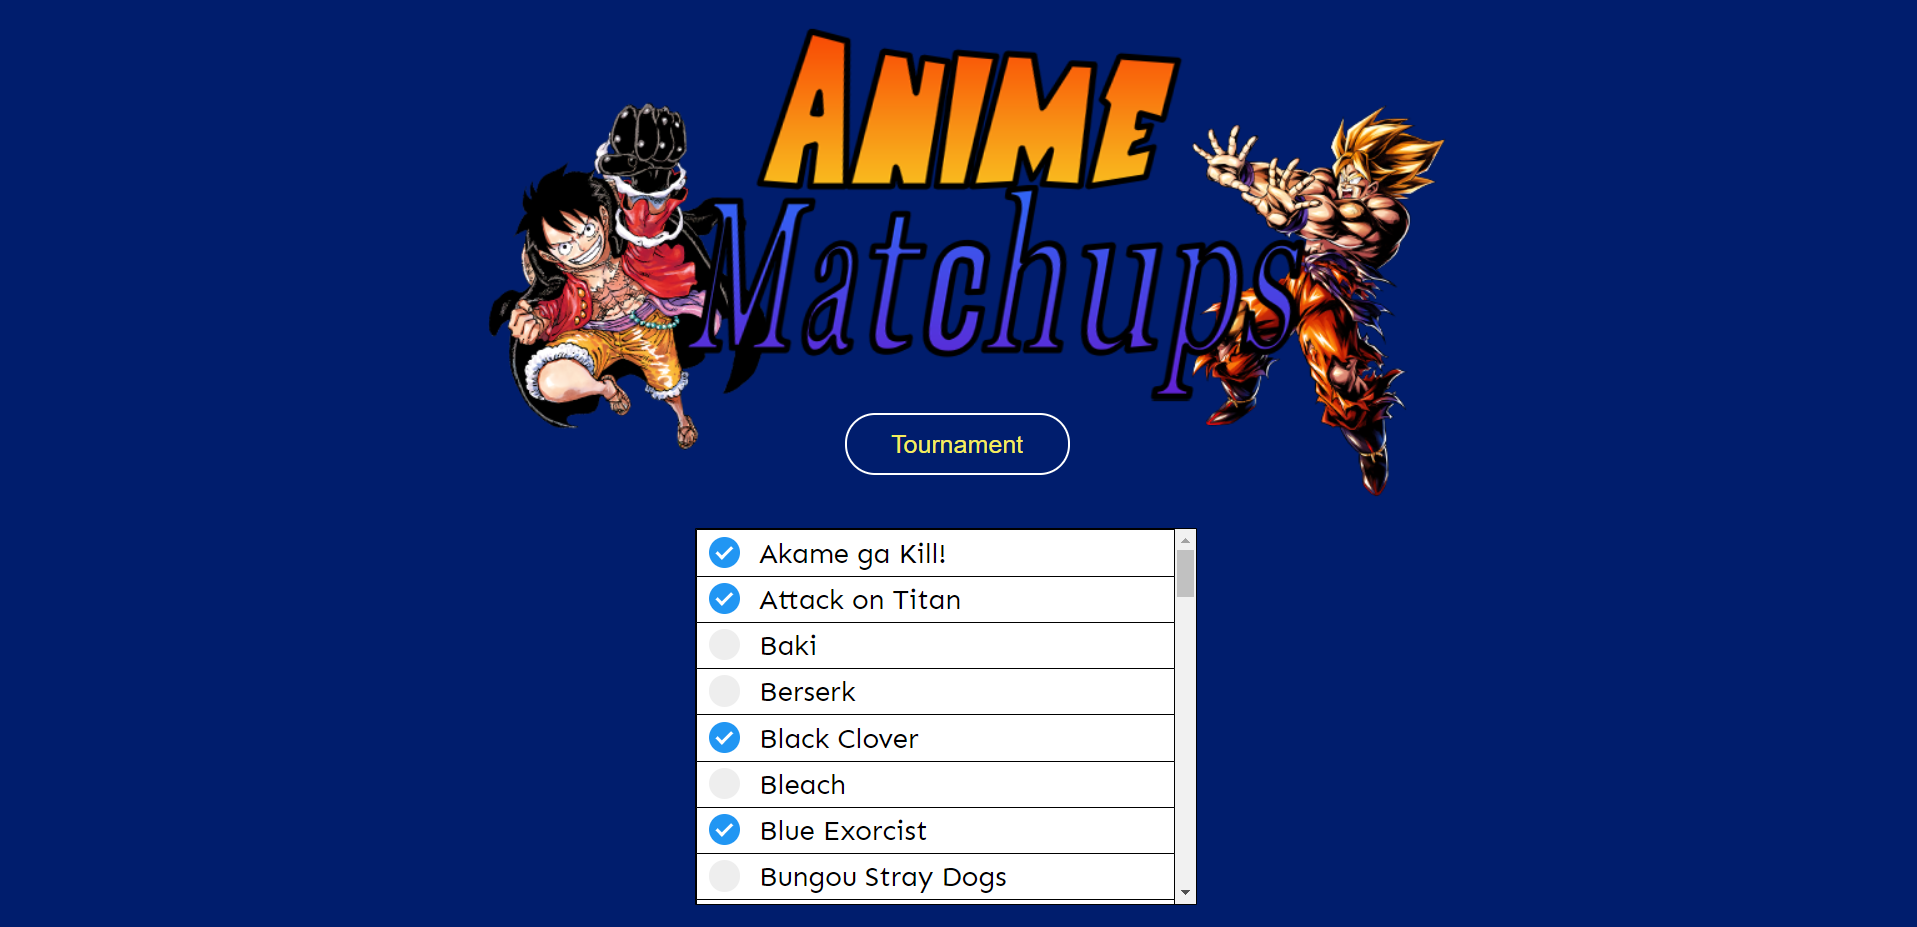 ANIME
Matchups
Tournament
Akame ga Kill!
Attack on Titan
Baki
Berserk
Black Clover
Bleach
Blue Exorcist
Bungou Stray Dogs